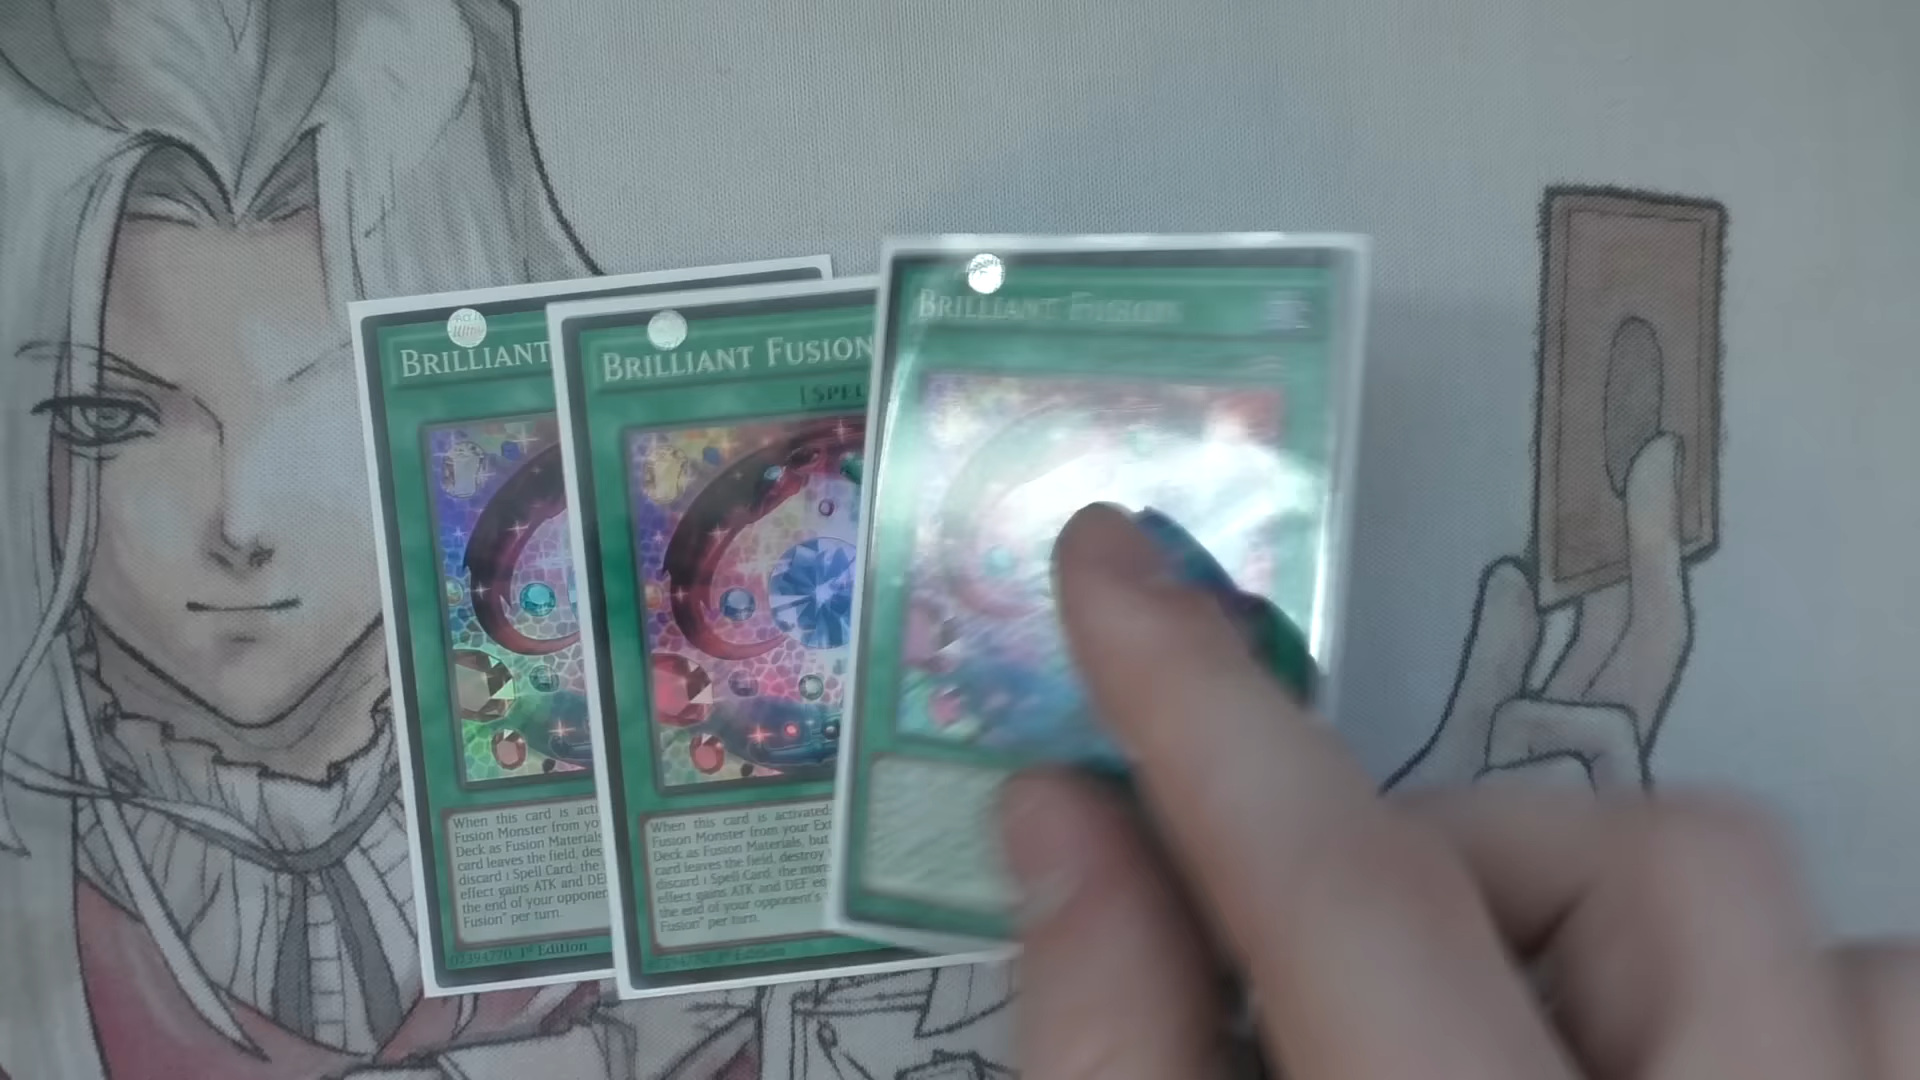 BRILLIANT
When this card is acti
Fusion Monster from yo
Deck as Fusion Materials
card leaves the field, des
discard 1 Spell Card, the
effect gains ATK and DE
the end of your opponen
Fusion" per turn.
07394770 1st Edition
BRILLIANT FUSION
[SPEL
When this card is activated:
Fusion Monster from your Ext
Deck as Fusion Materials, but
card leaves the field, destroy
discard 1 Spell Card, the mon
effect gains ATK and DEF eq
the end of your opponent's
Fusion" per turn.
1st Edition
BRILLIANT FUSION